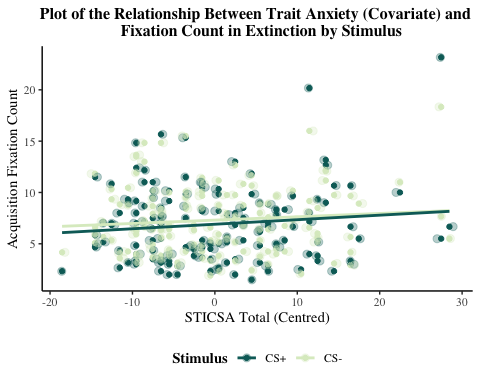 Plot of the Relationship Between Trait Anxiety (Covariate) and
Fixation Count in Extinction by Stimulus
Acquisition Fixation Count
20
15
10
5
-20
-10
0
10
20
30
STICSA Total (Centred)
Stimulus
CS+
CS-